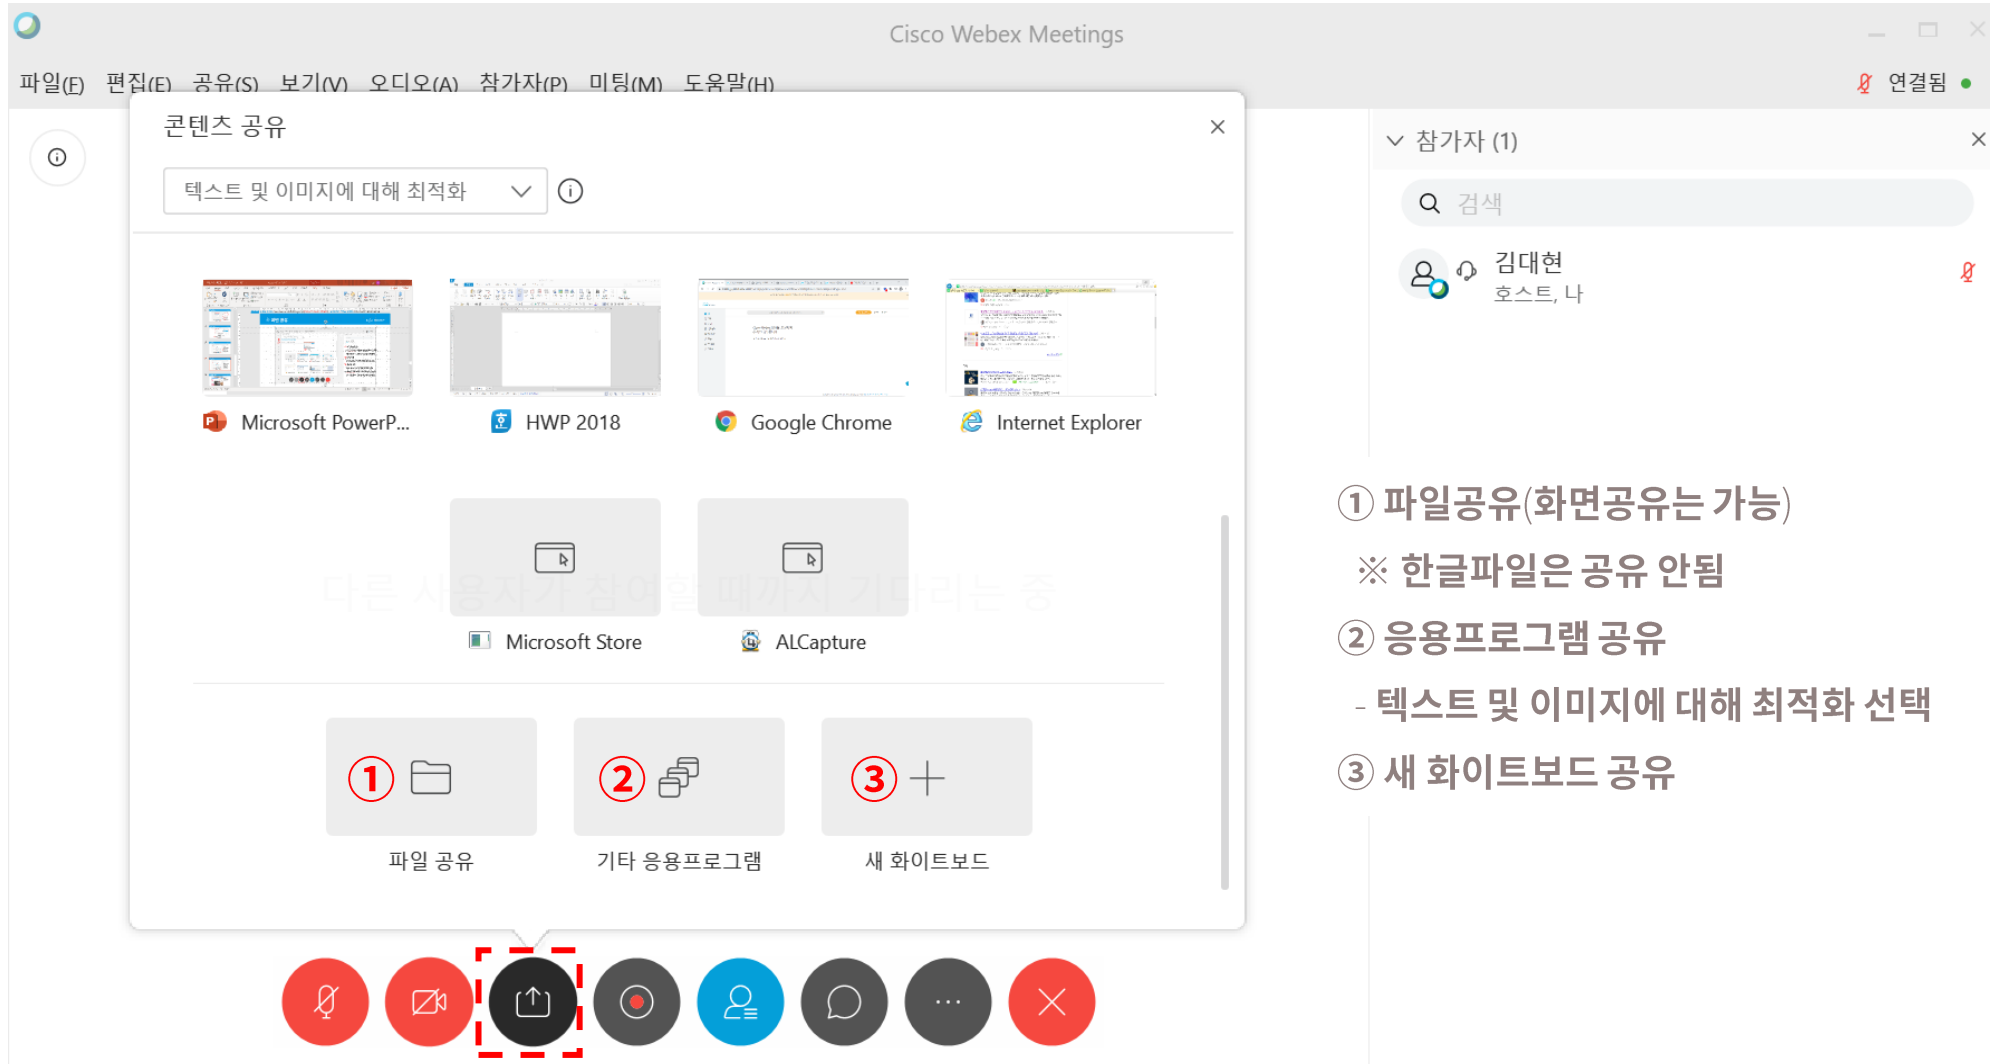 Cisco Webex Meetings
파일(F) 편집(E) 공유(S) 보기(V) 오디오(A) 참가자(P) 미팅(M) 도움말(H)
연결됨
콘텐츠 공유
텍스트 및 이미지에 대해 최적화
참가자 (1)
검색
김대현
호스트, 나
Microsoft PowerP...
HWP 2018
Google Chrome
Internet Explorer
다른 사용자가 참여할 때까지 기다리는 중
Microsoft Store
ALCapture
① 파일 공유
② 기타 응용프로그램
③ 새 화이트보드
① 파일공유(화면공유는 가능)
※ 한글파일은 공유 안됨
② 응용프로그램 공유
- 텍스트 및 이미지에 대해 최적화 선택
③ 새 화이트보드 공유